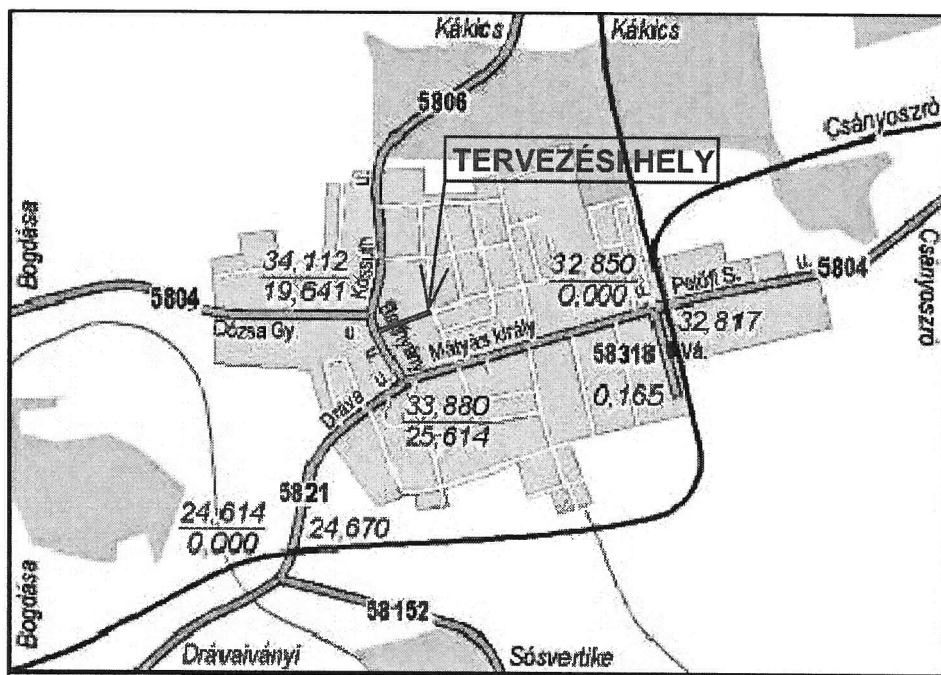 Kákics
Kákics
5806
Csányoszró
TERVEZÉSI HELY
Bogdása
34,112
19,641
Kossuth
32,850
0,000
Petőfi S.
u.
5804
Csányoszró
5804
Dózsa Gy.
u.
Mátyács király
32,817
58318
Vá.
0,165
Dráva
u.
33,880
25,614
5821
24,614
0,000
24,670
Bogdása
58152
Drávaiványi
Sósvertike